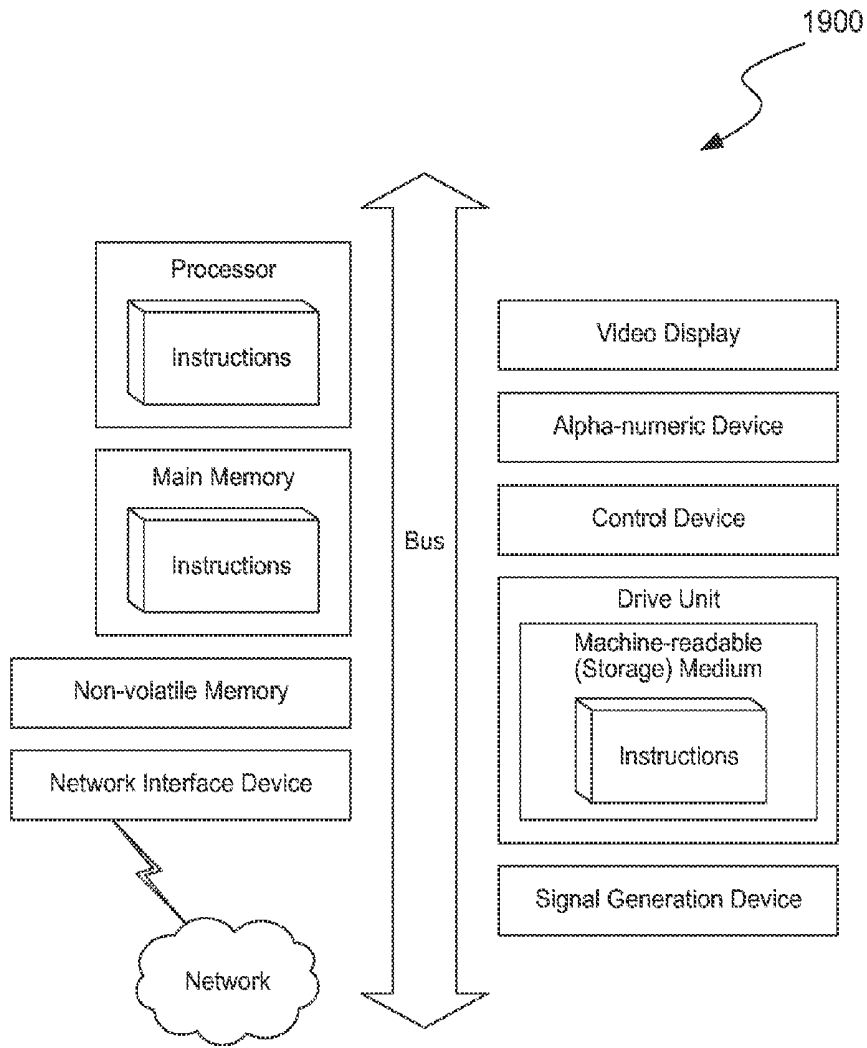 1900
Processor
Instructions
Main Memory
Instructions
Non-volatile Memory
Network Interface Device
Network
Bus
Video Display
Alpha-numeric Device
Control Device
Drive Unit
Machine-readable
(Storage) Medium
Instructions
Signal Generation Device